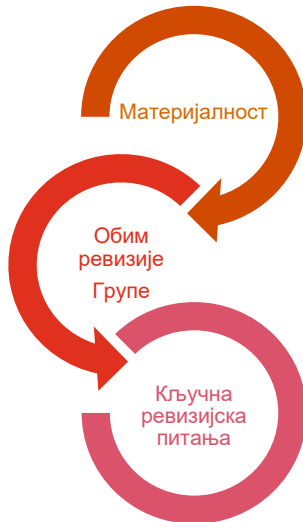 Материјалност
Обим
ревизије
Групе
Кључна
ревизијска
питања